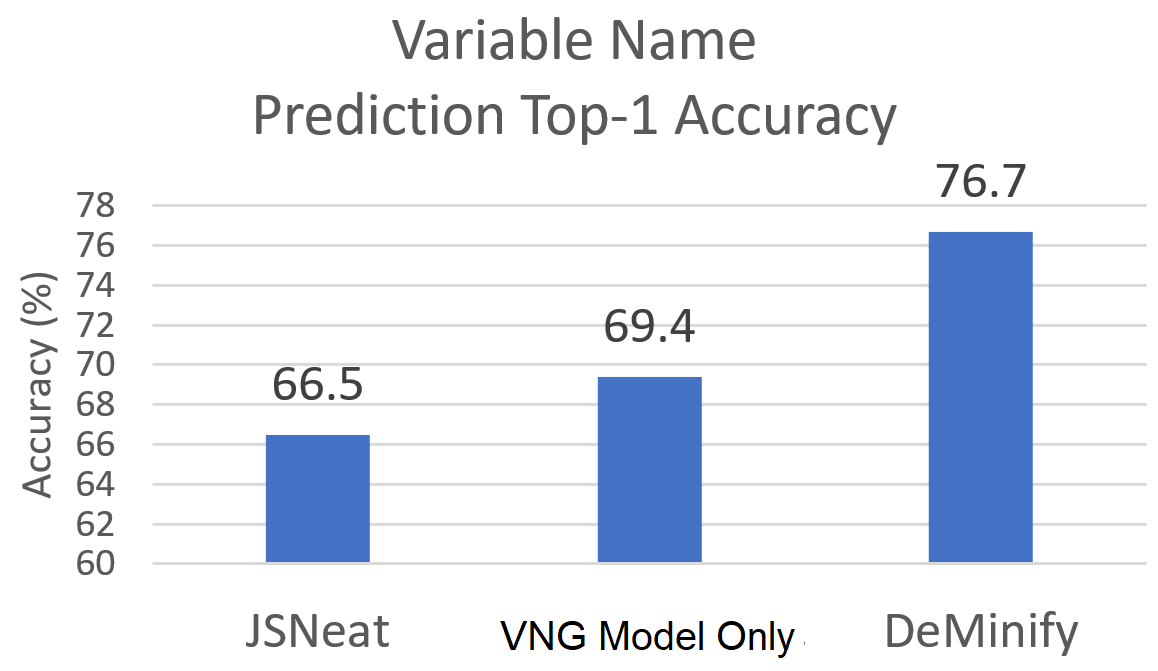 Variable Name
Prediction Top-1 Accuracy
Accuracy (%)
78
76
74
72
70
68
66
64
62
60
66.5
69.4
76.7
JSNeat
VNG Model Only
DeMinify